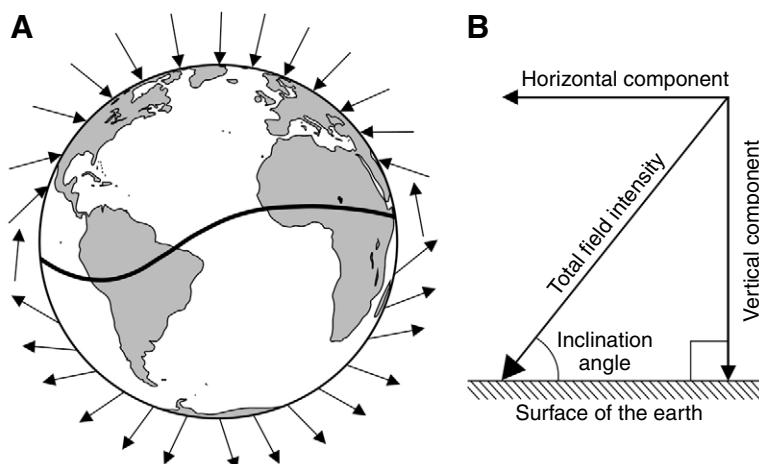 A
B
Horizontal component
Total field intensity
Vertical component
Inclination
angle
Surface of the earth